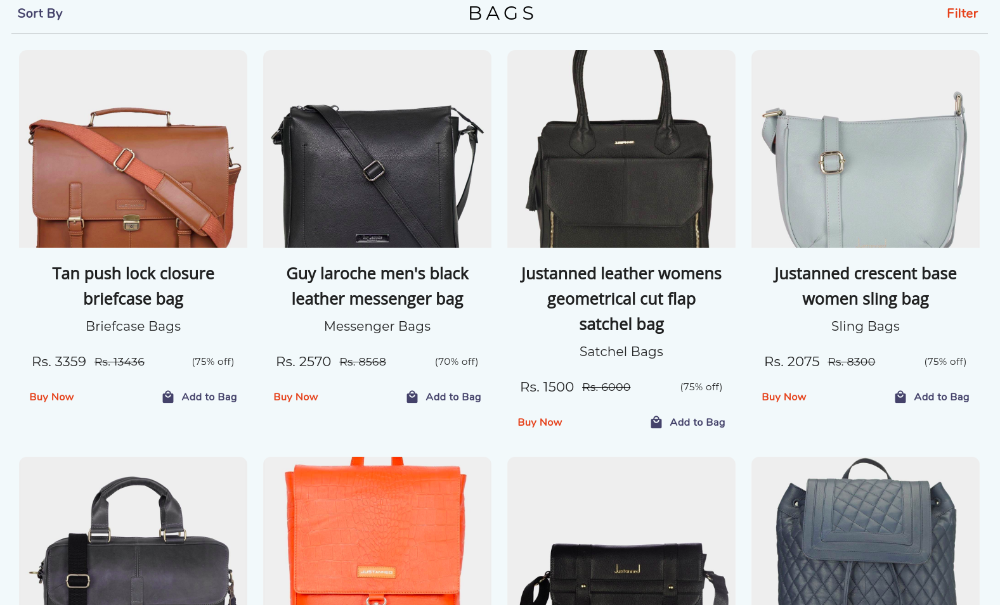 Sort By
BAGS
Filter
JUSTANNED
Guy Laroche
JUSTANNED
Tan push lock closure
briefcase bag
Briefcase Bags
Rs. 3359 Rs. 13436 (75% off)
Buy Now Add to Bag
Guy laroche men's black
leather messenger bag
Messenger Bags
Rs. 2570 Rs. 8568 (70% off)
Buy Now Add to Bag
Justanned leather womens
geometrical cut flap
satchel bag
Satchel Bags
Rs. 1500 Rs. 6000 (75% off)
Buy Now Add to Bag
Justanned crescent base
women sling bag
Sling Bags
Rs. 2075 Rs. 8300 (75% off)
Buy Now Add to Bag
JUSTANNED
Justanned